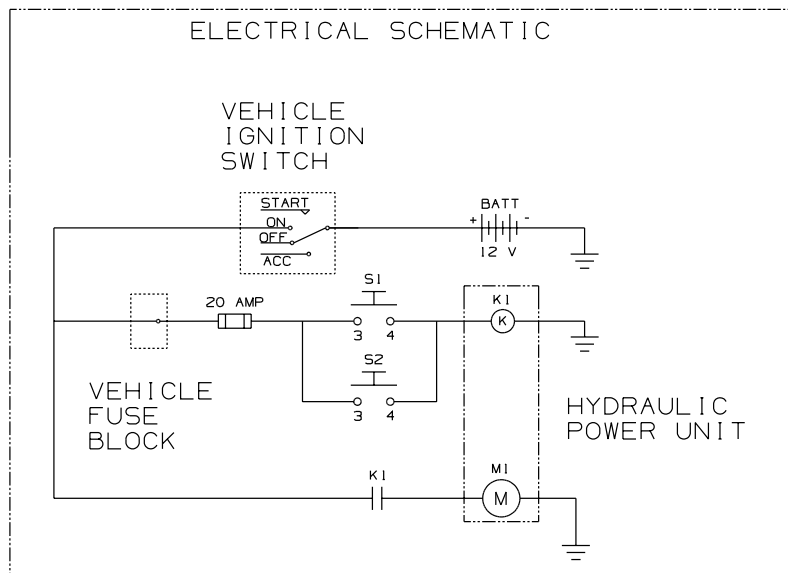 ELECTRICAL SCHEMATIC
VEHICLE
IGNITION
SWITCH
START
ON
OFF
ACC
BATT
+ -
12 V
20 AMP
S1
3 4
K1
K
S2
3 4
VEHICLE
FUSE
BLOCK
HYDRAULIC
POWER UNIT
K1
M1
M